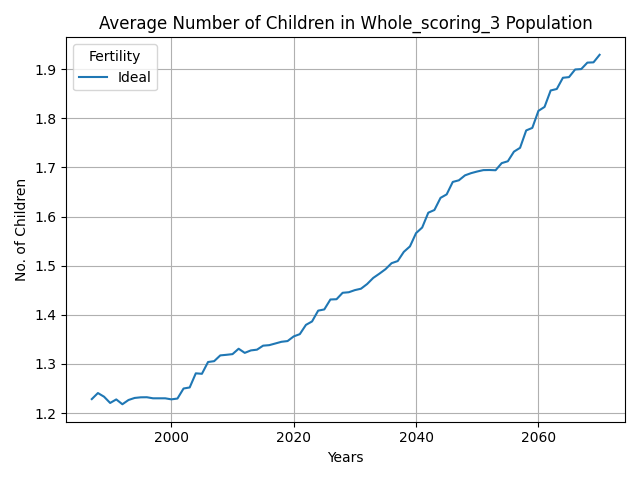 Average Number of Children in Whole_scoring_3 Population
Fertility
Ideal
No. of Children
1.9
1.8
1.7
1.6
1.5
1.4
1.3
1.2
2000 2020 2040 2060
Years